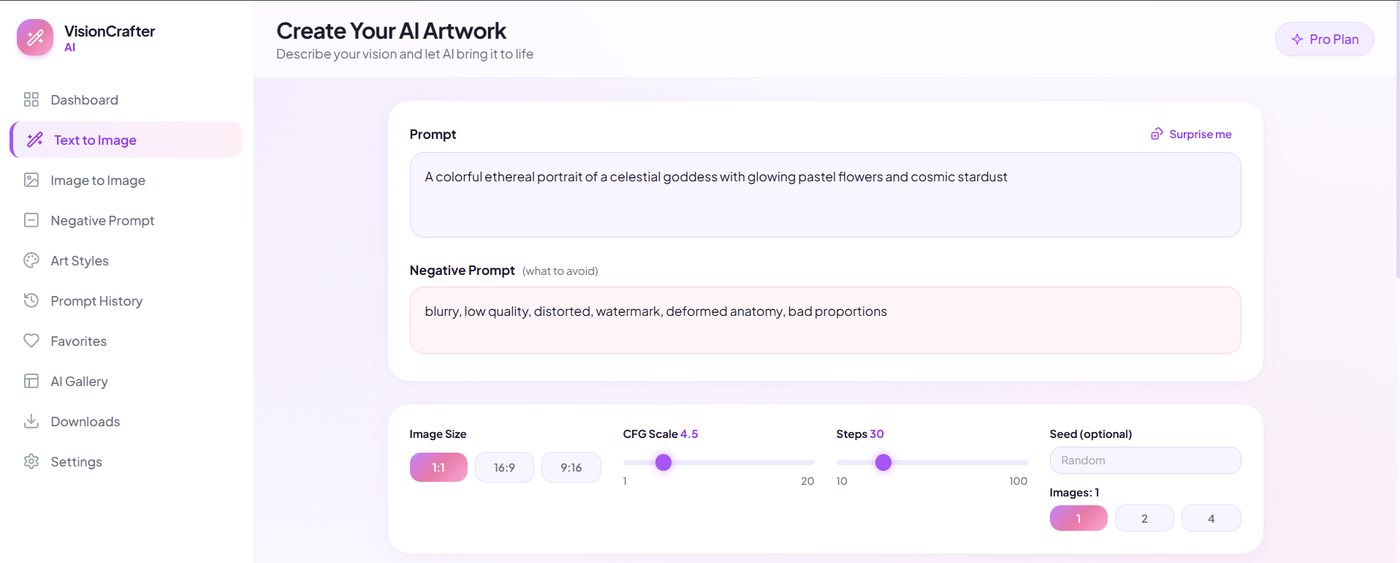 VisionCrafter
AI
Dashboard
Text to Image
Image to Image
Negative Prompt
Art Styles
Prompt History
Favorites
AI Gallery
Downloads
Settings
Create Your AI Artwork
Describe your vision and let AI bring it to life
Pro Plan
Prompt
Surprise me
A colorful ethereal portrait of a celestial goddess with glowing pastel flowers and cosmic stardust
Negative Prompt (what to avoid)
blurry, low quality, distorted, watermark, deformed anatomy, bad proportions
Image Size
1:1 16:9 9:16
CFG Scale 4.5
1 20
Steps 30
10 100
Seed (optional)
Random
Images: 1
1 2 4